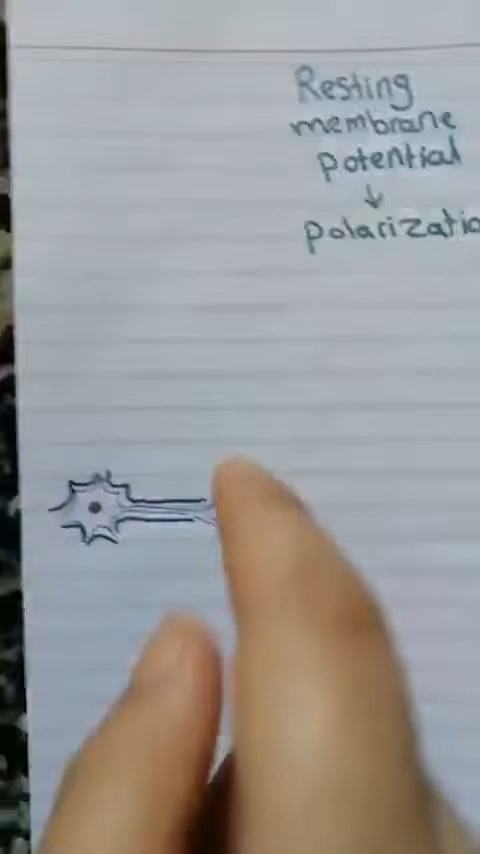 Resting
membrane
potential
↓
polarizatio